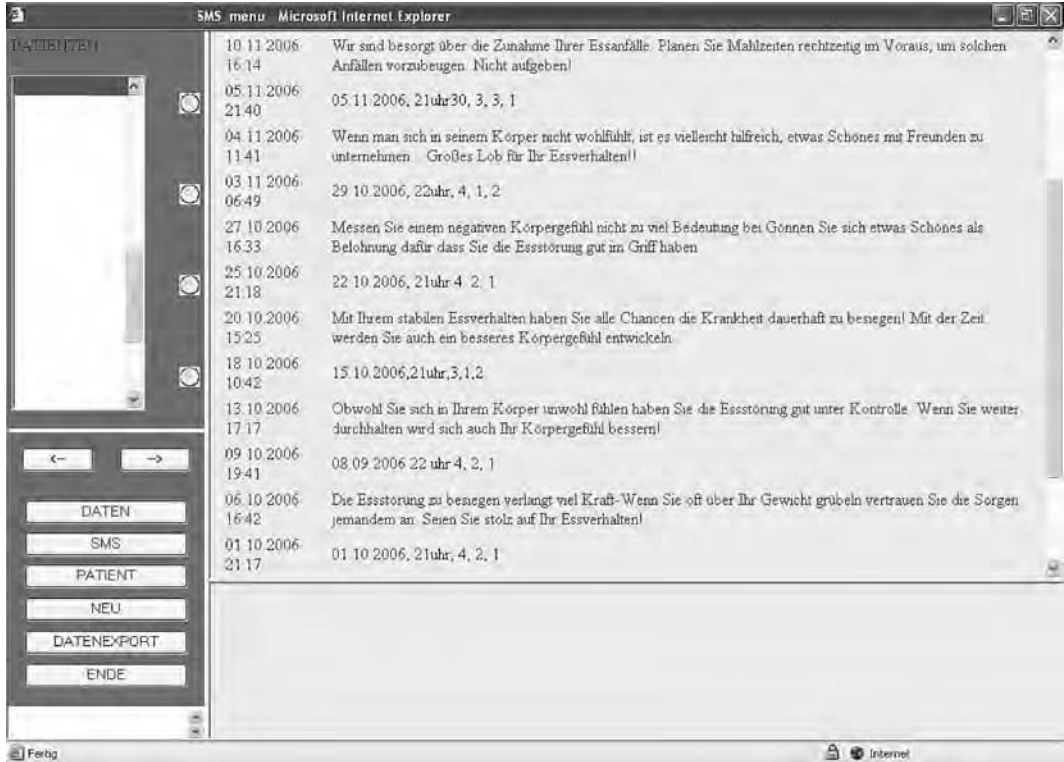 SMS menu Microsoft Internet Explorer
PATIENTEN
10 11 2006
16:14
Wir sind besorgt über die Zunahme Ihrer Essanfälle. Planen Sie Mahlzeiten rechtzeitig im Voraus, um solchen
Anfällen vorzubeugen. Nicht aufgeben!
05.11.2006
21:40
05.11.2006, 21uhr30, 3, 3, 1
04.11.2006
11:41
Wenn man sich in seinem Körper nicht wohlfühlt, ist es vielleicht hilfreich, etwas Schönes mit Freunden zu
unternehmen. Großes Lob für Ihr Essverhalten!!
03.11.2006
06:49
29.10.2006, 22uhr, 4, 1, 2
27.10.2006
16:33
Messen Sie einem negativen Körpergefühl nicht zu viel Bedeutung bei Gönnen Sie sich etwas Schönes als
Belohnung dafür dass Sie die Essstörung gut im Griff haben
25.10.2006
21:18
22.10.2006, 21uhr 4 2, 1
20.10.2006
15:25
Mit Ihrem stabilen Essverhalten haben Sie alle Chancen die Krankheit dauerhaft zu besiegen! Mit der Zeit
werden Sie auch ein besseres Körpergefühl entwickeln
18.10.2006
10:42
15.10.2006,21uhr,3,1,2
13.10.2006
17:17
Obwohl Sie sich in Ihrem Körper unwohl fühlen haben Sie die Essstörung gut unter Kontrolle. Wenn Sie weiter
durchhalten wird sich auch Ihr Körpergefühl bessern!
09.10.2006
19:41
08.09.2006 22 uhr 4, 2, 1
06.10.2006
16:42
Die Essstörung zu besiegen verlangt viel Kraft-Wenn Sie oft über Ihr Gewicht grübeln vertrauen Sie die Sorgen
jemandem an. Seien Sie stolz auf Ihr Essverhalten!
01.10.2006
21:17
01.10.2006, 21uhr, 4, 2, 1
<-- -->
DATEN
SMS
PATIENT
NEU
DATENEXPORT
ENDE
Fertig
Internet